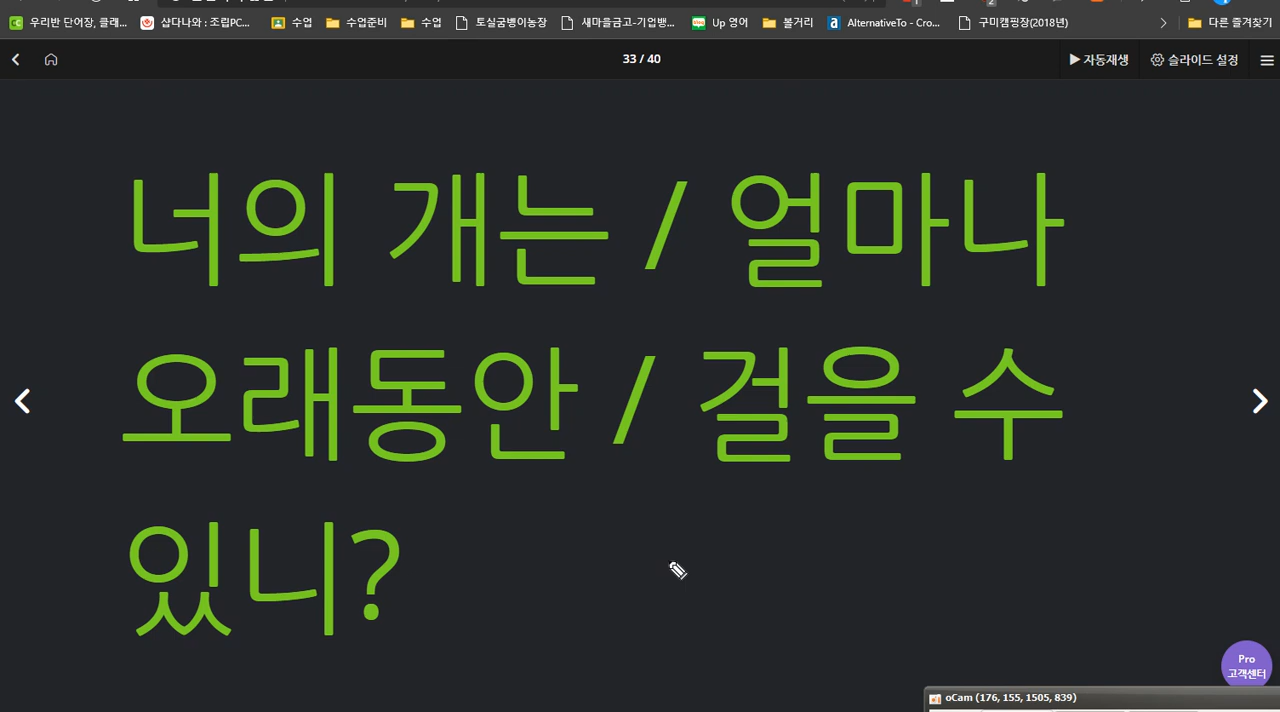 우리반 단어장, 클래... 샵다나와 : 조립PC... 수업 수업준비 수업 토실굼뱅이농장 새마을금고-기업뱅... Up 영어 볼거리 AlternativeTo - Cro... 구미캠핑장(2018년) 다른 즐겨찾기
33 / 40 ▶자동재생 슬라이드 설정
너의 개는 / 얼마나
오래동안 / 걸을 수
있니?
Pro
고객센터
oCam (176, 155, 1505, 839)